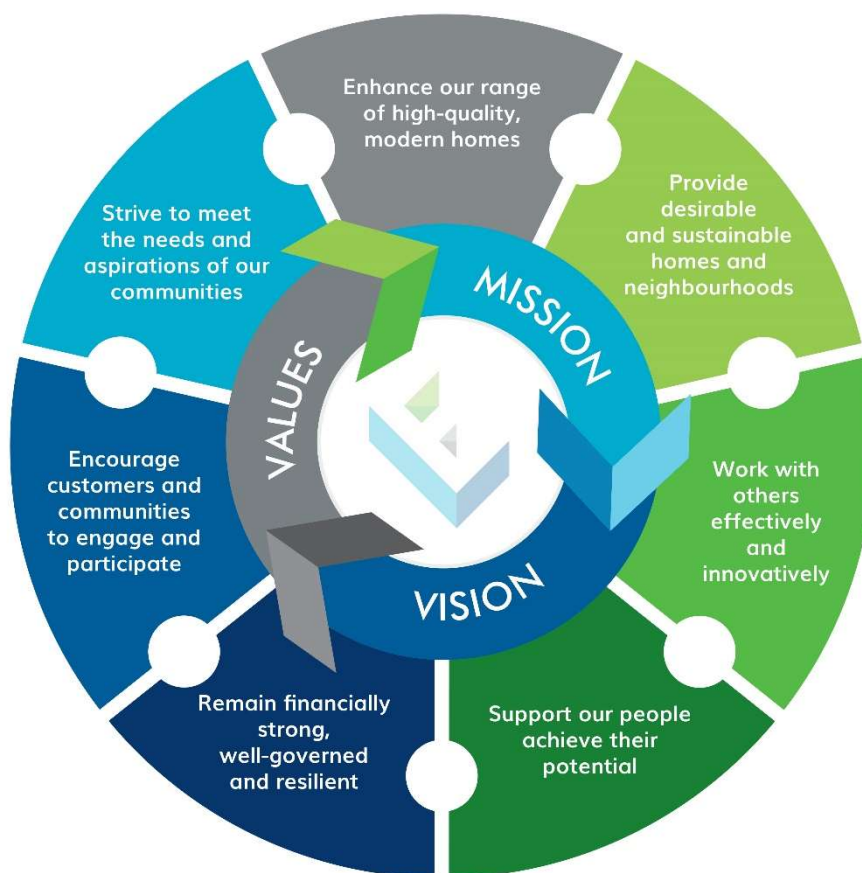 Enhance our range
of high-quality,
modern homes
Provide
desirable
and sustainable
homes and
neighbourhoods
Work with
others
effectively
and
innovatively
Support our people
achieve their
potential
Remain financially
strong,
well-governed
and resilient
Encourage
customers and
communities
to engage and
participate
Strive to meet
the needs and
aspirations of our
communities
MISSION
VISION
VALUES